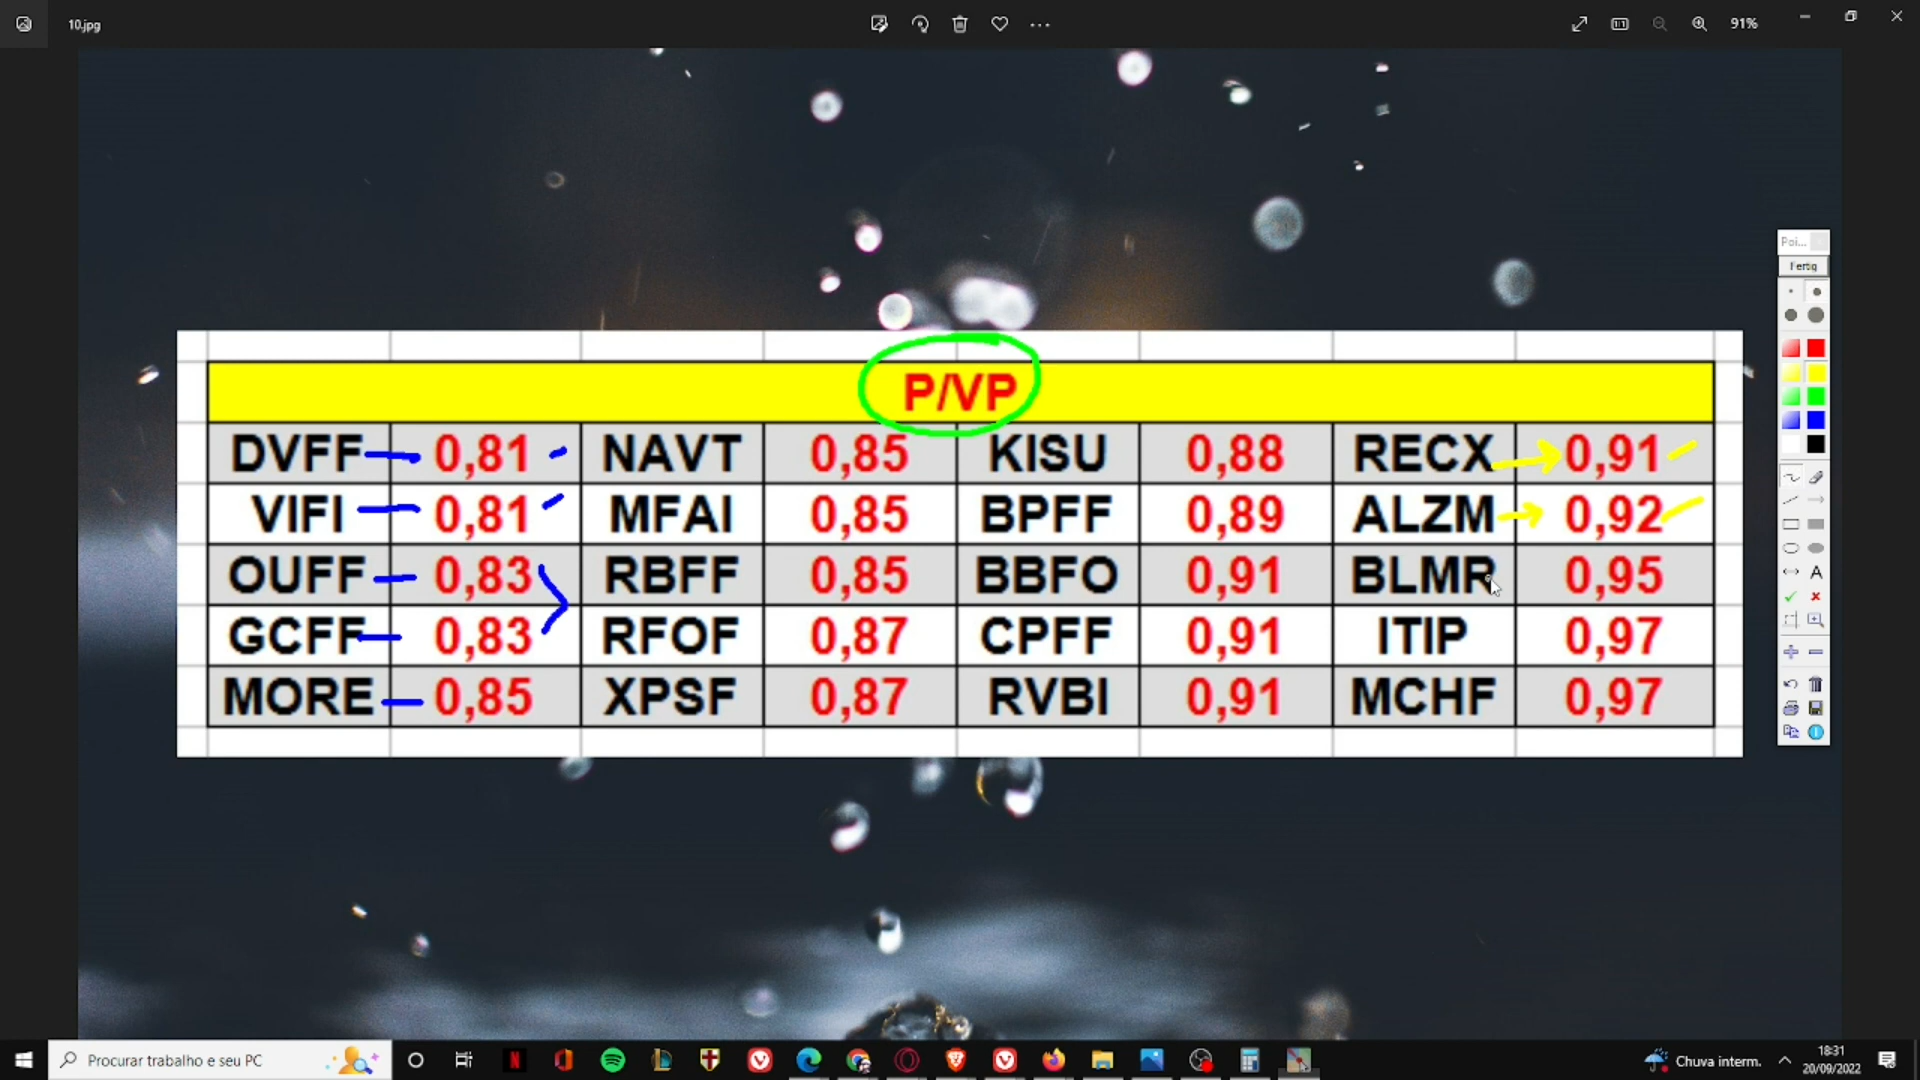 10.jpg
91%
Poi...
Fertig
P/VP
DVFF 0,81 NAVT 0,85 KISU 0,88 RECX 0,91
VIFI 0,81 MFAI 0,85 BPFF 0,89 ALZM 0,92
OUFF 0,83 RBFF 0,85 BBFO 0,91 BLMR 0,95
GCFF 0,83 RFOF 0,87 CPFF 0,91 ITIP 0,97
MORE 0,85 XPSF 0,87 RVBI 0,91 MCHF 0,97
Procurar trabalho e seu PC
Chuva interm.
18:31
20/09/2022